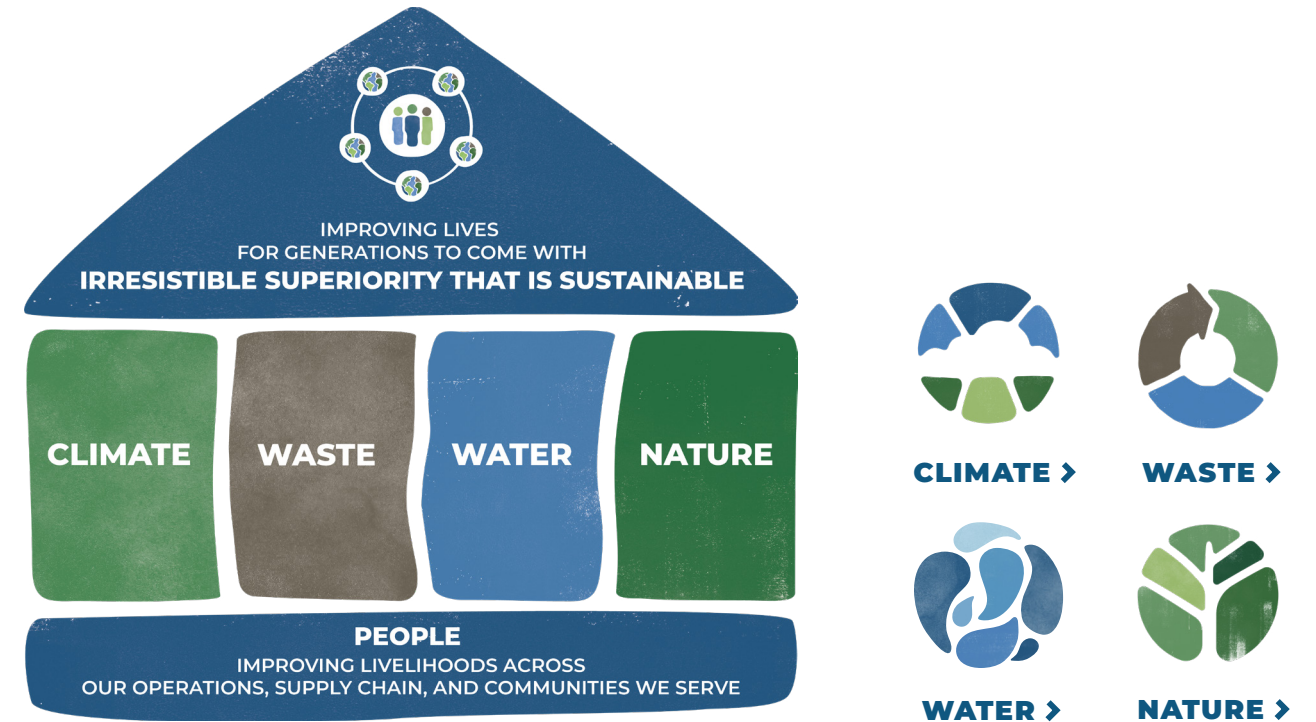 IMPROVING LIVES
FOR GENERATIONS TO COME WITH
IRRESISTIBLE SUPERIORITY THAT IS SUSTAINABLE
CLIMATE
WASTE
WATER
NATURE
PEOPLE
IMPROVING LIVELIHOODS ACROSS
OUR OPERATIONS, SUPPLY CHAIN, AND COMMUNITIES WE SERVE
CLIMATE >
WASTE >
WATER >
NATURE >